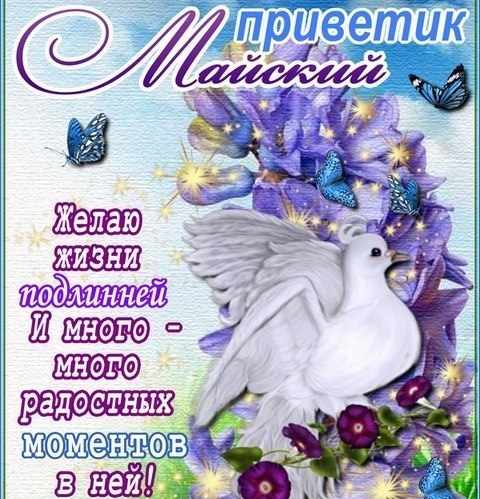 приветик
Майский
Желаю
жизни
подлинней
И много -
много
радостных
моментов
в ней!